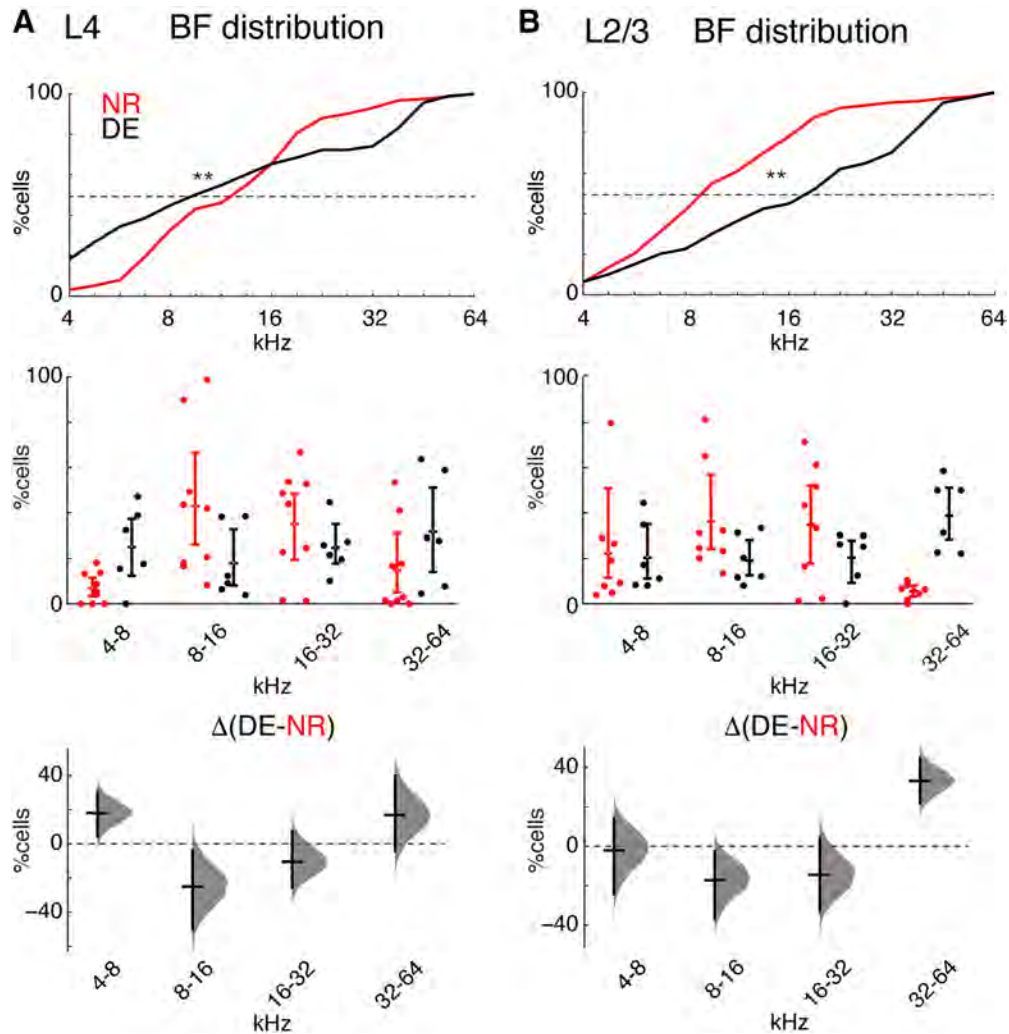 A L4 BF distribution
100
NR
DE
**
%cells
0
4 8 16 32 64
kHz
100
%cells
0
4-8 8-16 16-32 32-64
kHz
Δ(DE-NR)
40
%cells
0
−40
4-8 8-16 16-32 32-64
kHz
B L2/3 BF distribution
100
**
%cells
0
4 8 16 32 64
kHz
100
%cells
0
4-8 8-16 16-32 32-64
kHz
Δ(DE-NR)
40
%cells
0
−40
4-8 8-16 16-32 32-64
kHz